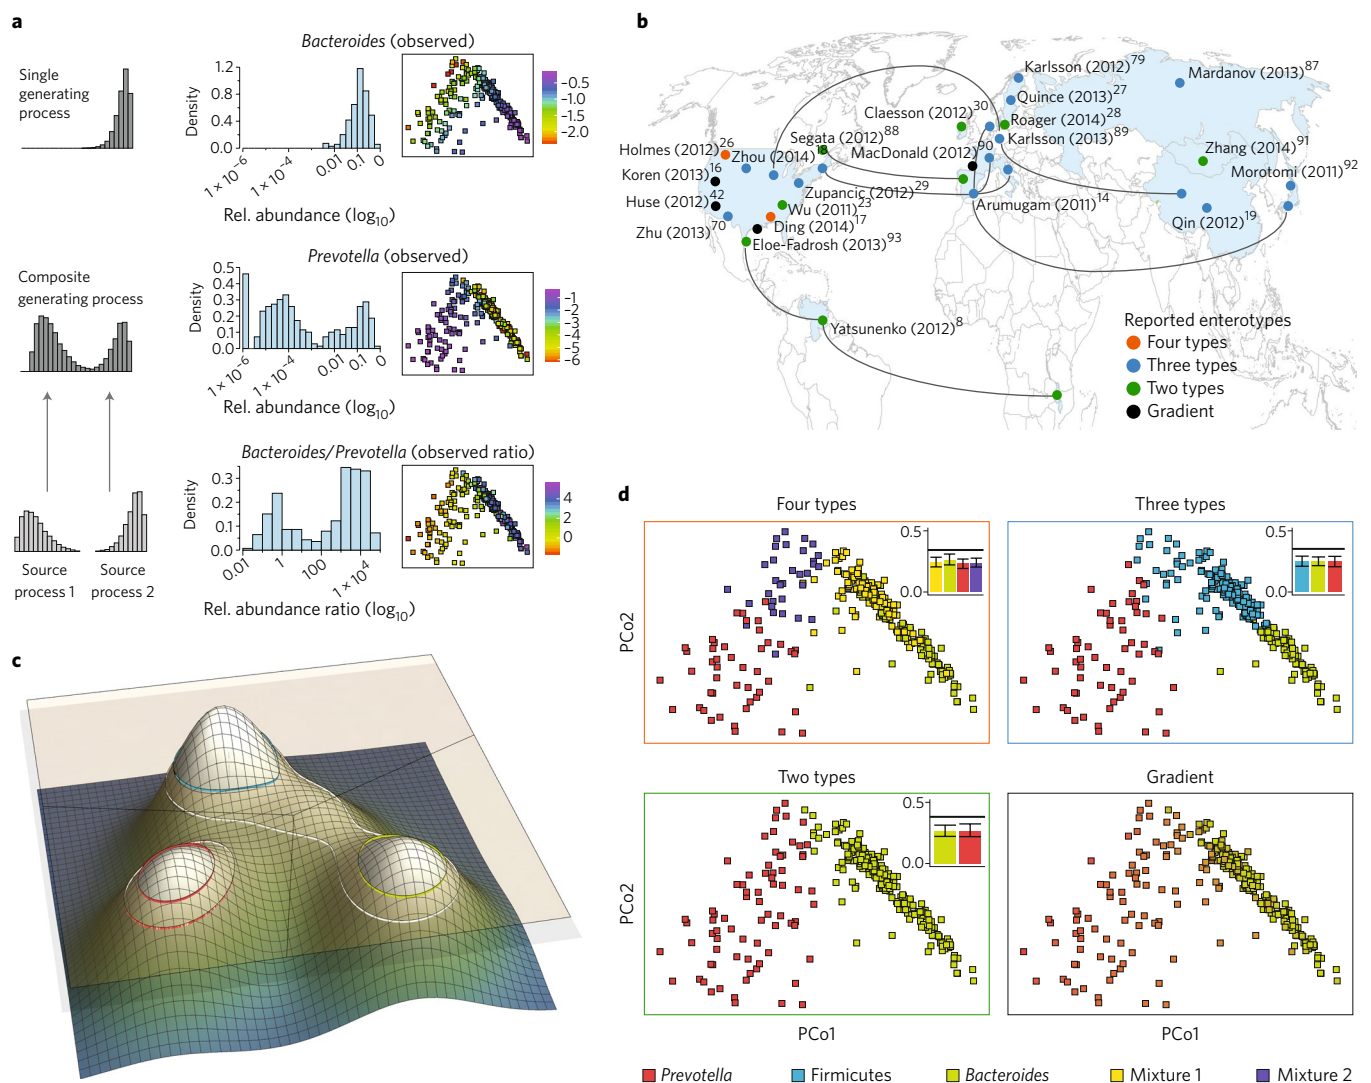 a
Single
generating
process
Bacteroides (observed)
Density
1.2
0.8
0.4
0.0
1 × 10−6
1 × 10−4
0.01
0.1
0
Rel. abundance (log10)
−0.5
−1.0
−1.5
−2.0
Composite
generating process
Prevotella (observed)
Density
0.5
0.4
0.3
0.2
0.1
0.0
1 × 10−6
1 × 10−4
0.01
0.1
0
Rel. abundance (log10)
−1
−2
−3
−4
−5
−6
Bacteroides/Prevotella (observed ratio)
Density
0.3
0.2
0.1
0.0
0.01
1
100
1 × 104
Rel. abundance ratio (log10)
4
2
0
Source
process 1
Source
process 2
b
Karlsson (2012)79
Mardanov (2013)87
Quince (2013)27
Claesson (2012)30
Roager (2014)28
Segata (2012)88
Karlsson (2013)89
Holmes (2012)26
Zhou (2014)18
MacDonald (2012)90
Zhang (2014)91
Koren (2013)16
Morotomi (2011)92
Huse (2012)42
Zupancic (2012)29
Wu (2011)23
Arumugam (2011)14
Zhu (2013)70
Ding (2014)17
Qin (2012)19
Eloe-Fadrosh (2013)93
Yatsunenko (2012)8
Reported enterotypes
Four types
Three types
Two types
Gradient
c
d
Four types
0.5
0.0
PCo2
Three types
0.5
0.0
Two types
0.5
0.0
PCo2
PCo1
Gradient
PCo1
Prevotella
Firmicutes
Bacteroides
Mixture 1
Mixture 2